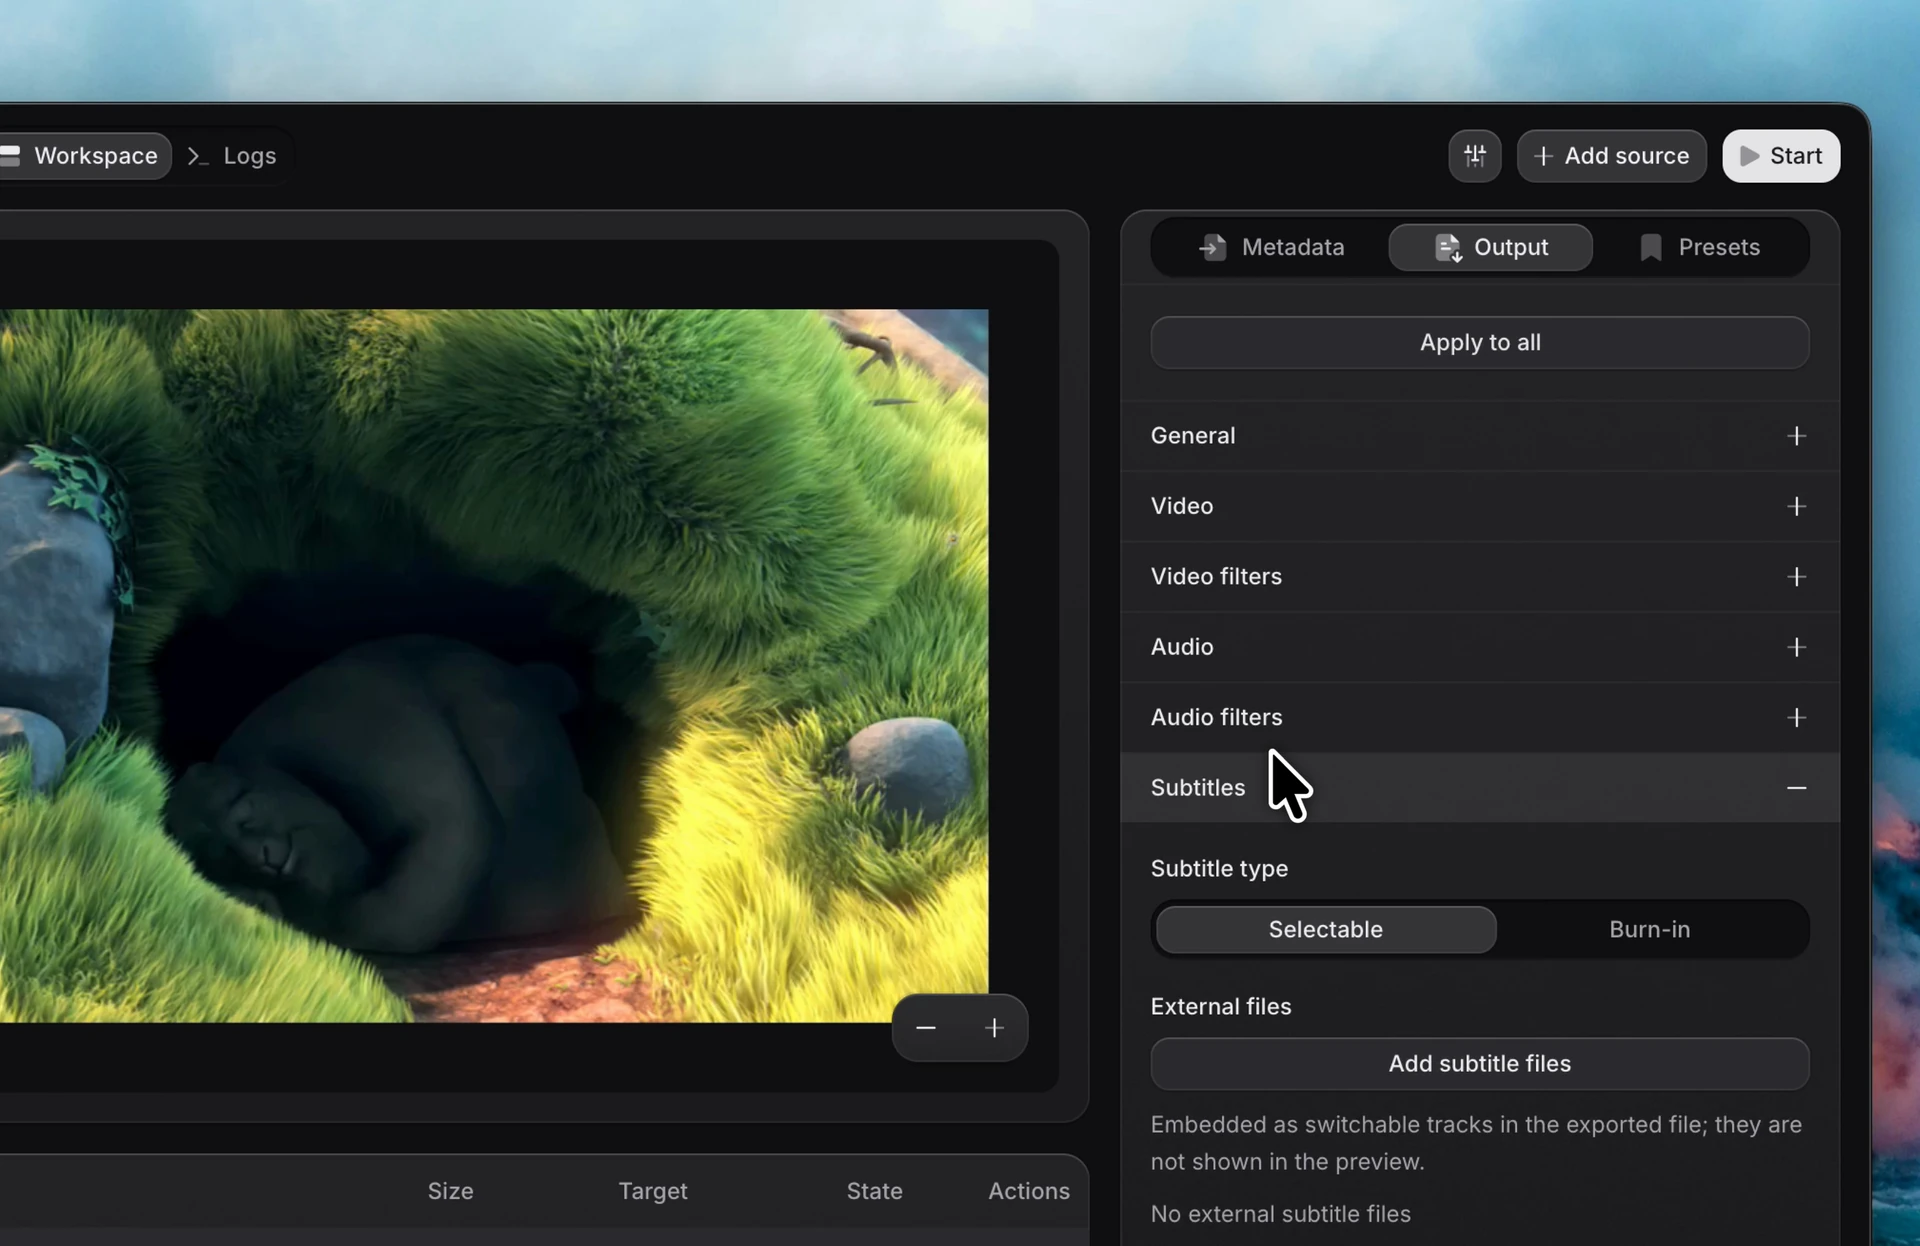 Workspace
Logs
Add source
Start
Metadata
Output
Presets
Apply to all
General
Video
Video filters
Audio
Audio filters
Subtitles
Subtitle type
Selectable
Burn-in
External files
Add subtitle files
Embedded as switchable tracks in the exported file; they are
not shown in the preview.
No external subtitle files
Size
Target
State
Actions